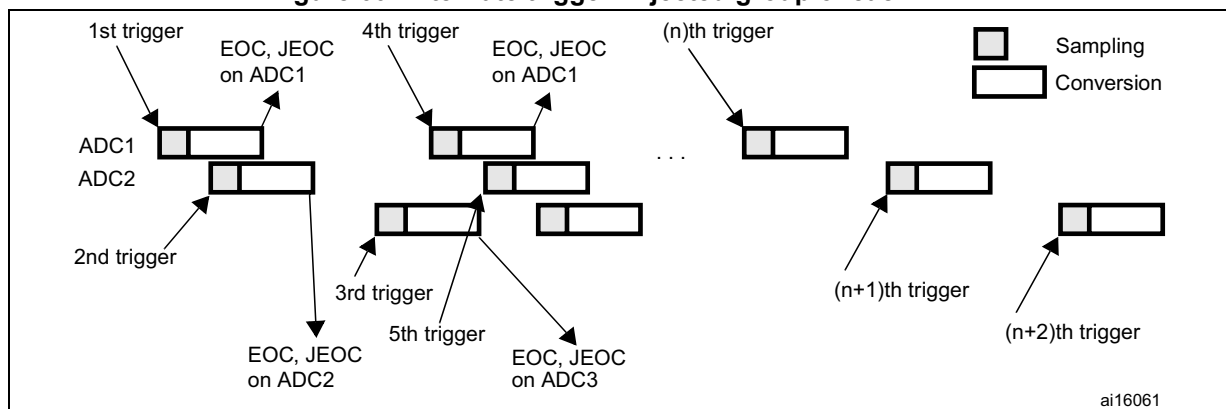 1st trigger
EOC, JEOC
on ADC1
4th trigger
EOC, JEOC
on ADC1
(n)th trigger
Sampling
Conversion
ADC1
ADC2
. . .
2nd trigger
3rd trigger
5th trigger
(n+1)th trigger
(n+2)th trigger
EOC, JEOC
on ADC2
EOC, JEOC
on ADC3
ai16061